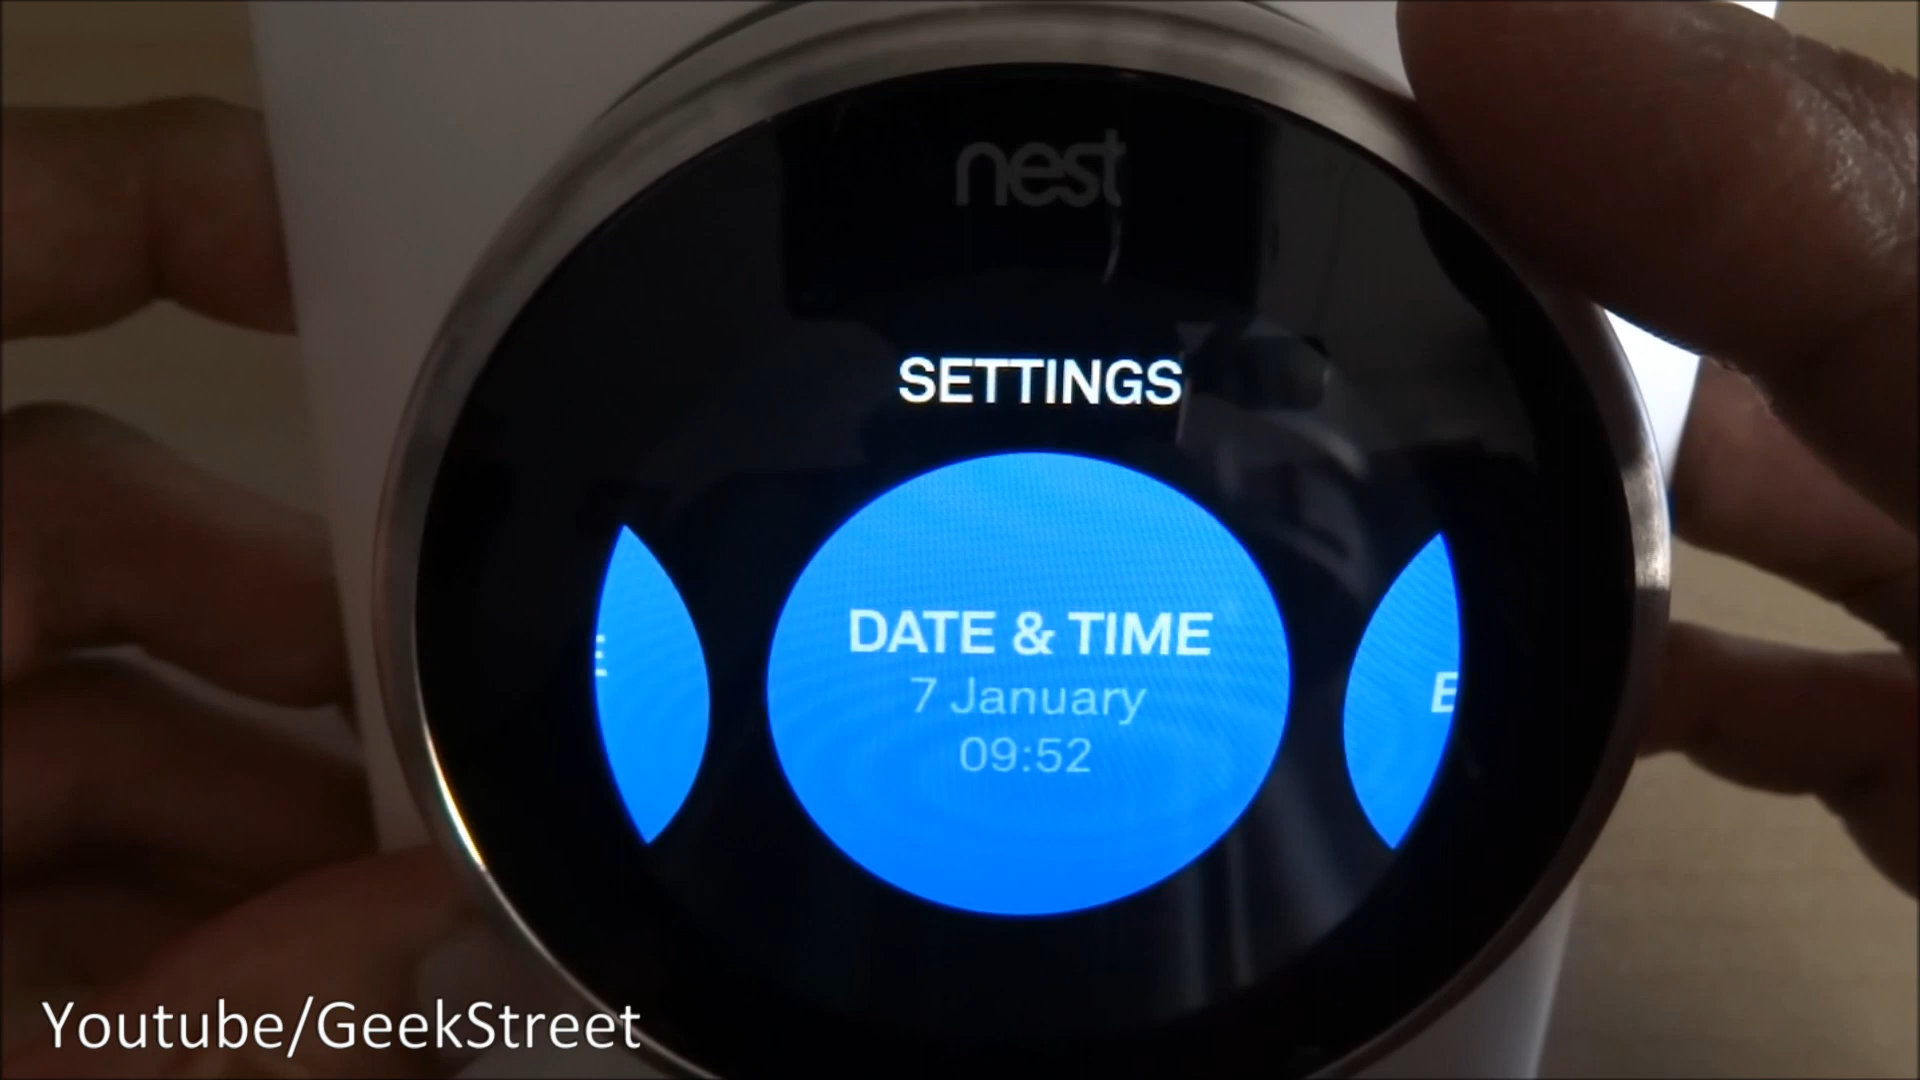 nest
SETTINGS
E
DATE & TIME
7 January
09:52
E
Youtube/GeekStreet